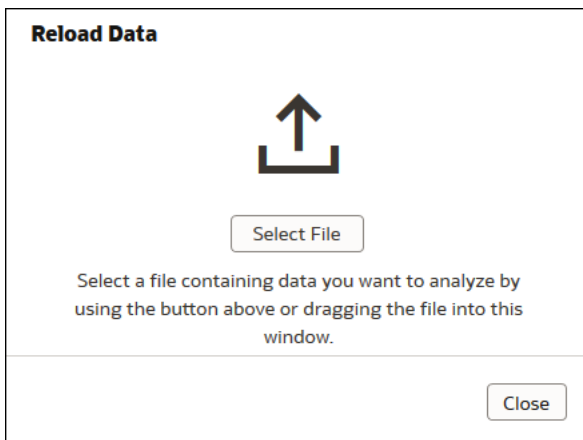 Reload Data
Select File
Select a file containing data you want to analyze by
using the button above or dragging the file into this
window.
Close